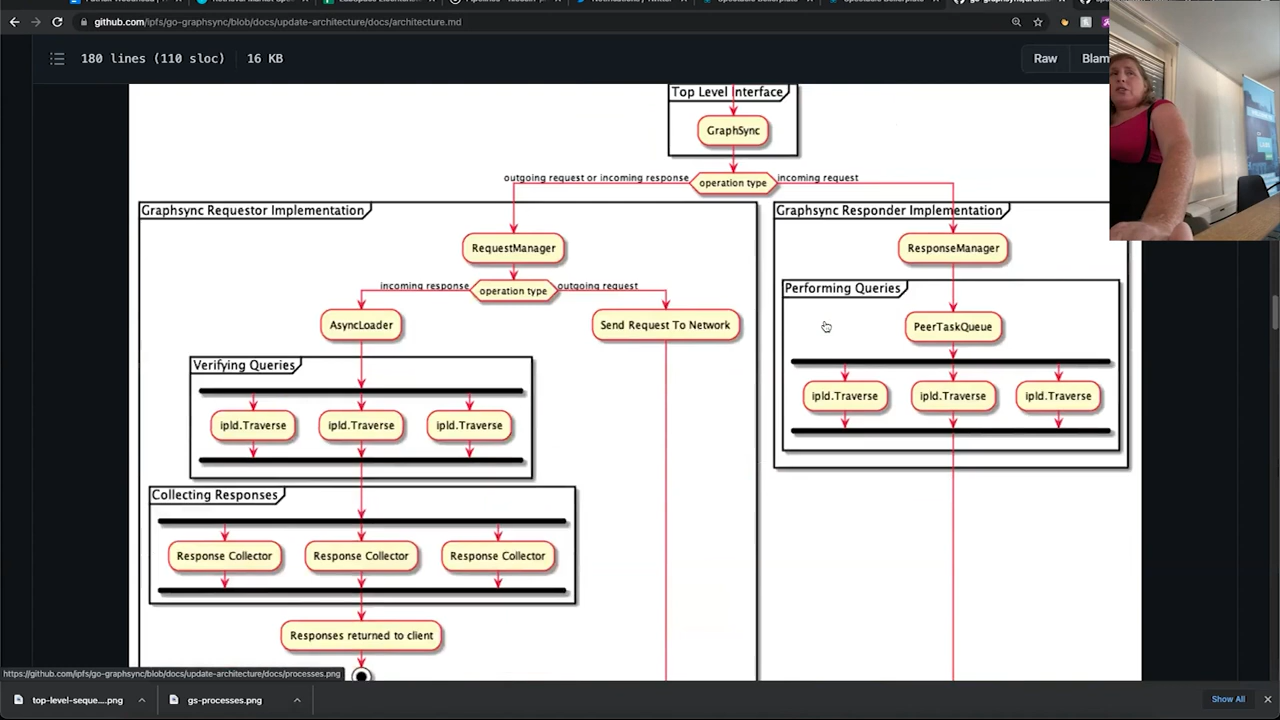 github.com/ipfs/go-graphsync/blob/docs/update-architecture/docs/architecture.md
180 lines (110 sloc) 16 KB
Raw
Blam
Top Level Interface
GraphSync
outgoing request or incoming response
operation type
incoming request
Graphsync Requestor Implementation
Graphsync Responder Implementation
RequestManager
ResponseManager
incoming response
operation type
outgoing request
Performing Queries
AsyncLoader
Send Request To Network
PeerTaskQueue
Verifying Queries
ipld.Traverse
ipld.Traverse
ipld.Traverse
ipld.Traverse
ipld.Traverse
ipld.Traverse
Collecting Responses
Response Collector
Response Collector
Response Collector
Responses returned to client
https://github.com/ipfs/go-graphsync/blob/docs/update-architecture/docs/processes.png
top-level-seque....png
gs-processes.png
Show All